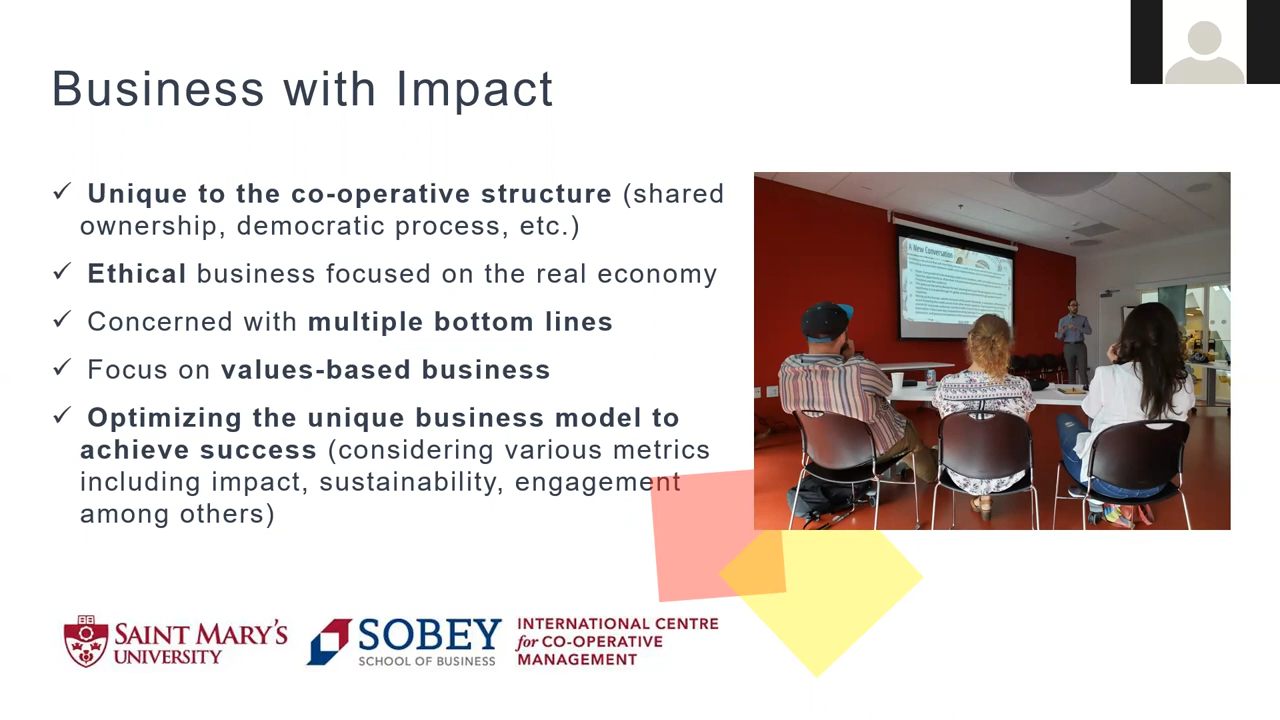 Business with Impact
✓ Unique to the co-operative structure (shared
ownership, democratic process, etc.)
✓ Ethical business focused on the real economy
✓ Concerned with multiple bottom lines
✓ Focus on values-based business
✓ Optimizing the unique business model to
achieve success (considering various metrics
including impact, sustainability, engagement
among others)
A New Conversation
SAINT MARY'S
UNIVERSITY
SOBEY
SCHOOL OF BUSINESS
INTERNATIONAL CENTRE
for CO-OPERATIVE
MANAGEMENT